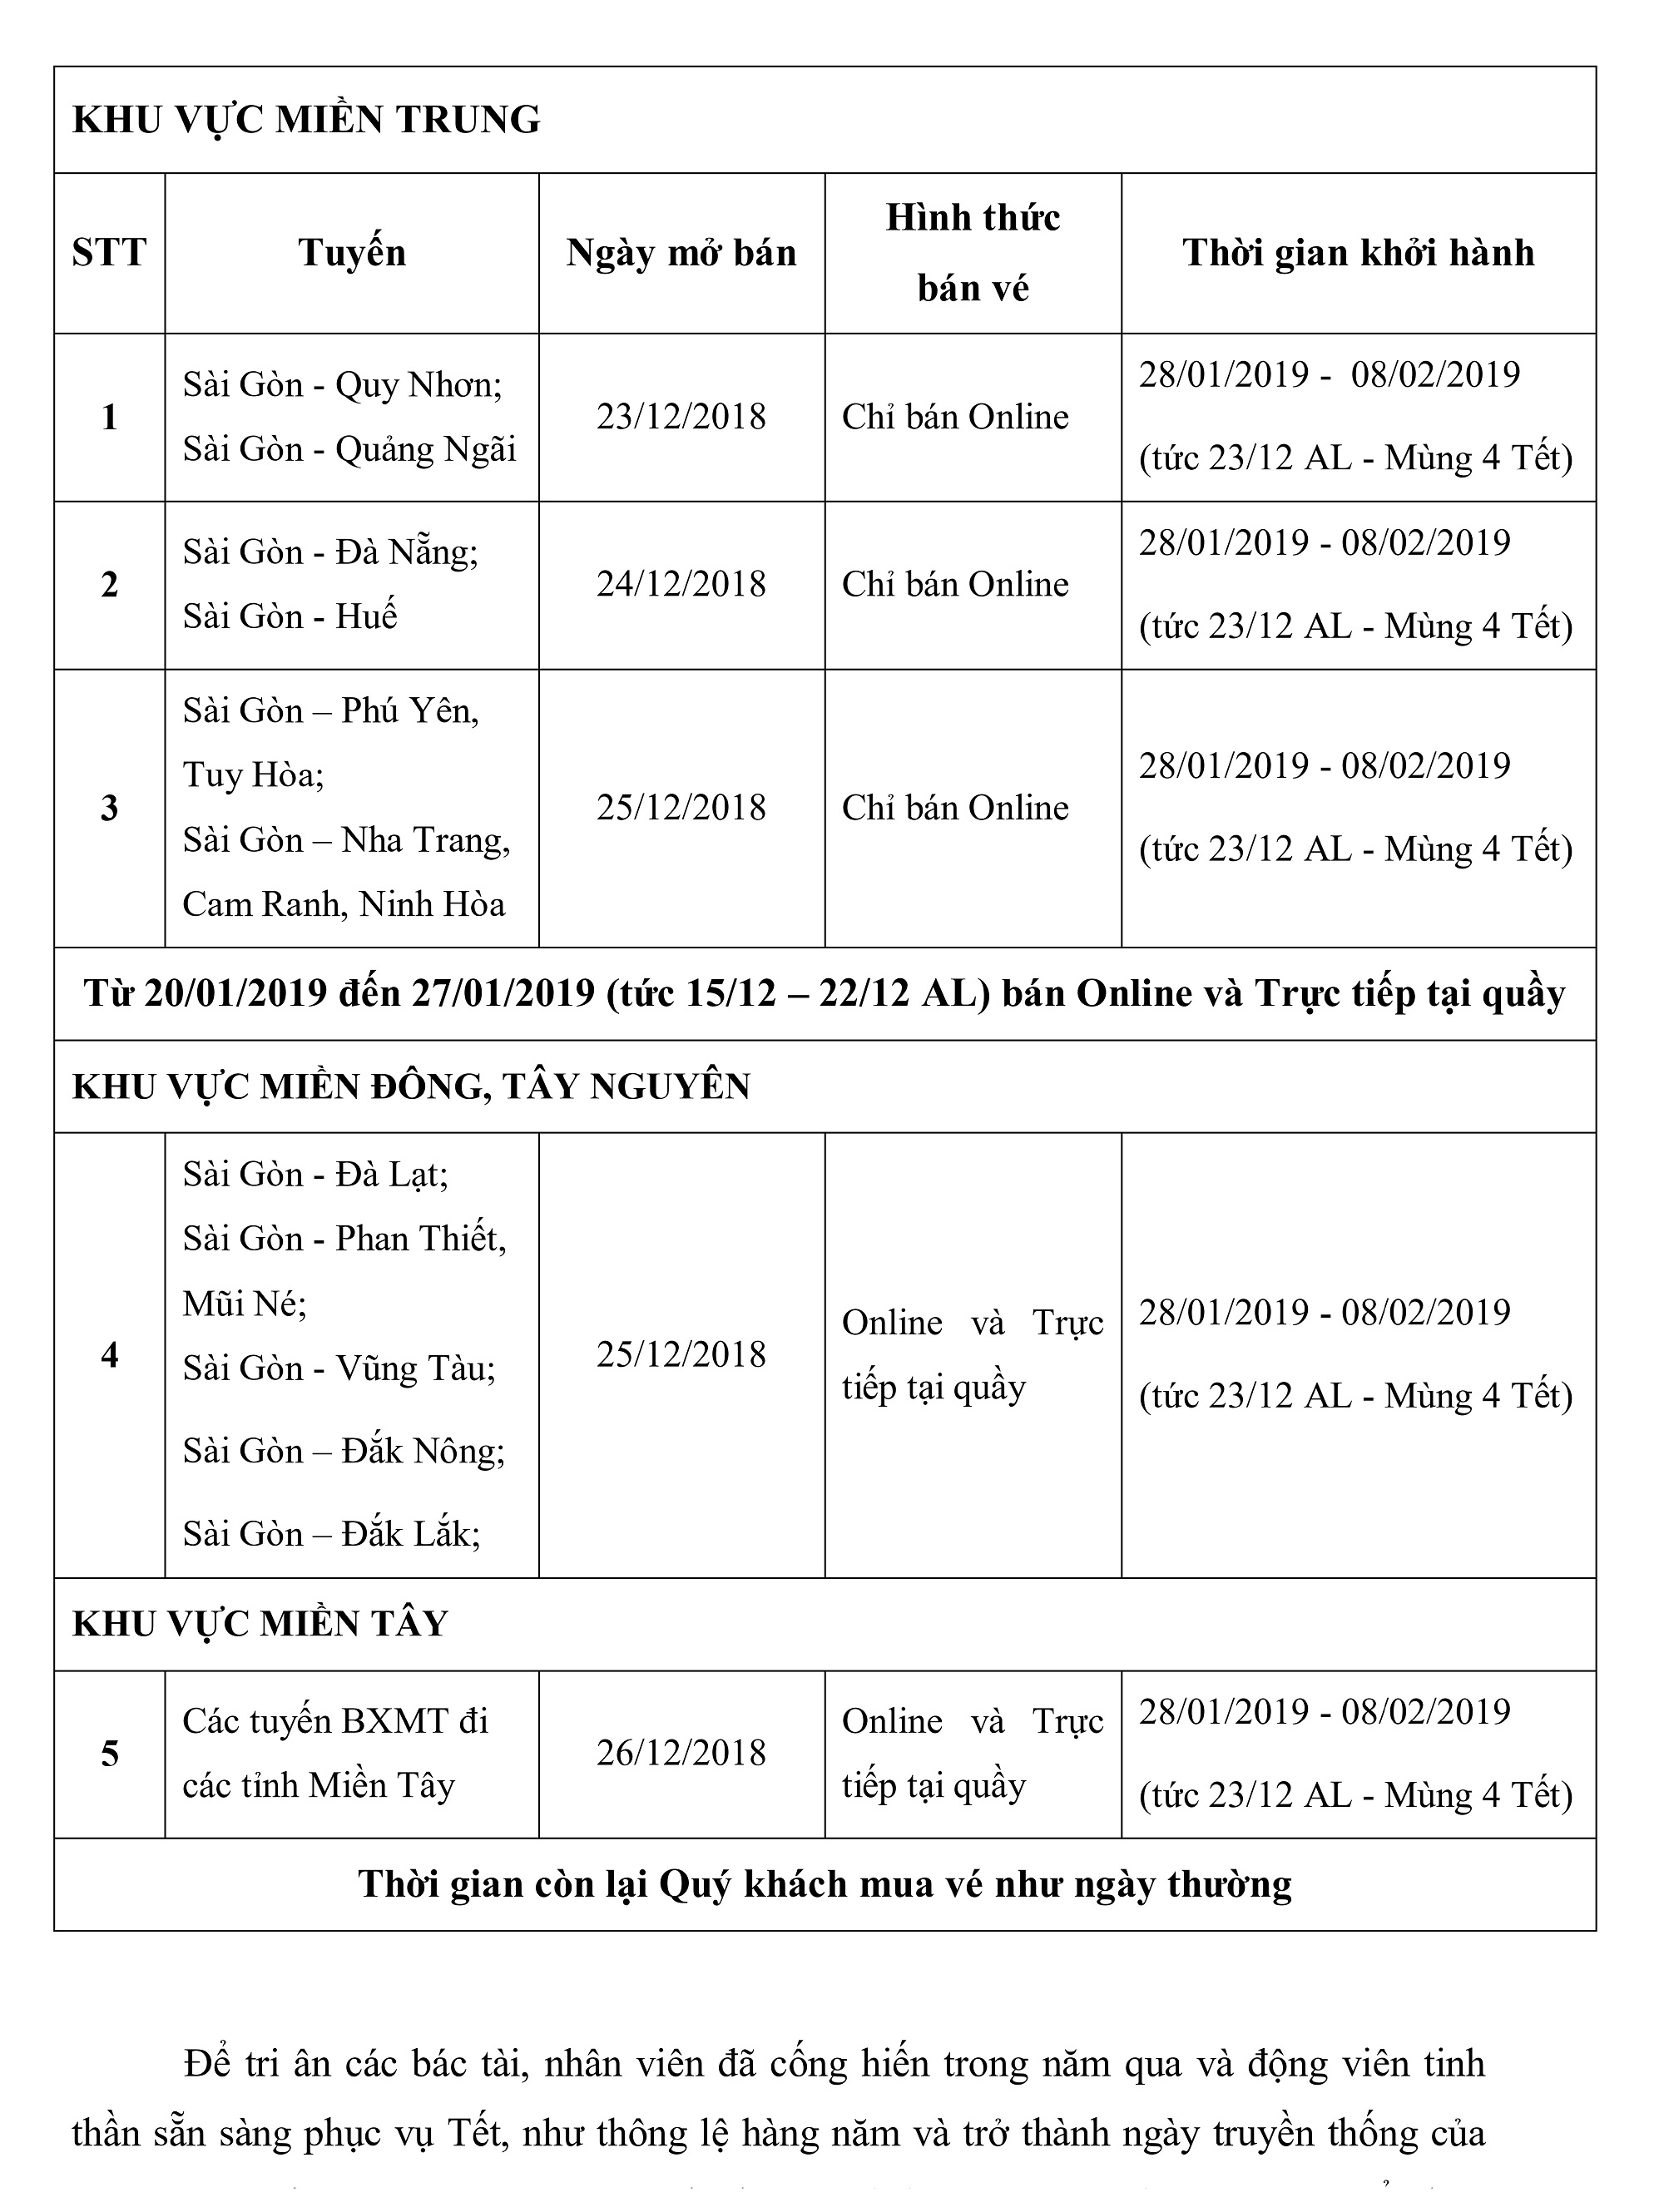 KHU VỰC MIỀN TRUNG
STT
Tuyến
Ngày mở bán
Hình thức
bán vé
Thời gian khởi hành
1
Sài Gòn - Quy Nhơn;
Sài Gòn - Quảng Ngãi
23/12/2018
Chỉ bán Online
28/01/2019 -  08/02/2019
(tức 23/12 AL - Mùng 4 Tết)
2
Sài Gòn - Đà Nẵng;
Sài Gòn - Huế
24/12/2018
Chỉ bán Online
28/01/2019 - 08/02/2019
(tức 23/12 AL - Mùng 4 Tết)
3
Sài Gòn – Phú Yên,
Tuy Hòa;
Sài Gòn – Nha Trang,
Cam Ranh, Ninh Hòa
25/12/2018
Chỉ bán Online
28/01/2019 - 08/02/2019
(tức 23/12 AL - Mùng 4 Tết)
Từ 20/01/2019 đến 27/01/2019 (tức 15/12 – 22/12 AL) bán Online và Trực tiếp tại quầy
KHU VỰC MIỀN ĐÔNG, TÂY NGUYÊN
4
Sài Gòn - Đà Lạt;
Sài Gòn - Phan Thiết,
Mũi Né;
Sài Gòn - Vũng Tàu;
Sài Gòn – Đắk Nông;
Sài Gòn – Đắk Lắk;
25/12/2018
Online và Trực
tiếp tại quầy
28/01/2019 - 08/02/2019
(tức 23/12 AL - Mùng 4 Tết)
KHU VỰC MIỀN TÂY
5
Các tuyến BXMT đi
các tỉnh Miền Tây
26/12/2018
Online và Trực
tiếp tại quầy
28/01/2019 - 08/02/2019
(tức 23/12 AL - Mùng 4 Tết)
Thời gian còn lại Quý khách mua vé như ngày thường
Để tri ân các bác tài, nhân viên đã cống hiến trong năm qua và động viên tinh
thần sẵn sàng phục vụ Tết, như thông lệ hàng năm và trở thành ngày truyền thống của